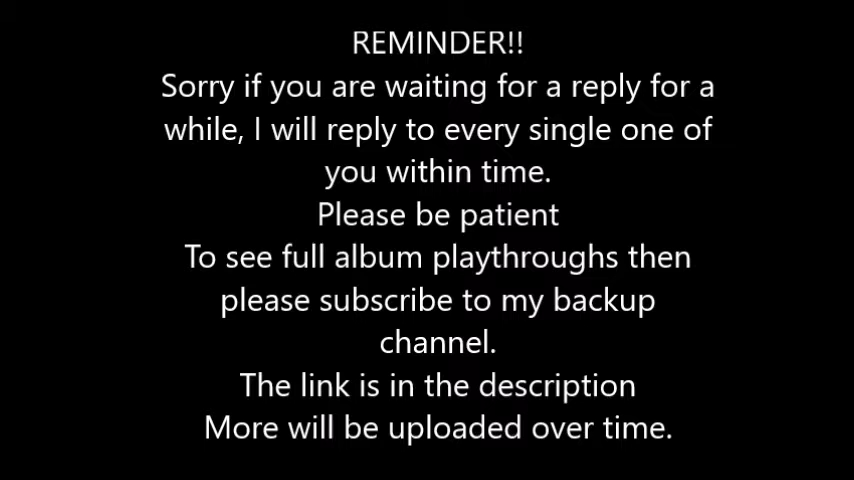 REMINDER!!
Sorry if you are waiting for a reply for a
while, I will reply to every single one of
you within time.
Please be patient
To see full album playthroughs then
please subscribe to my backup
channel.
The link is in the description
More will be uploaded over time.